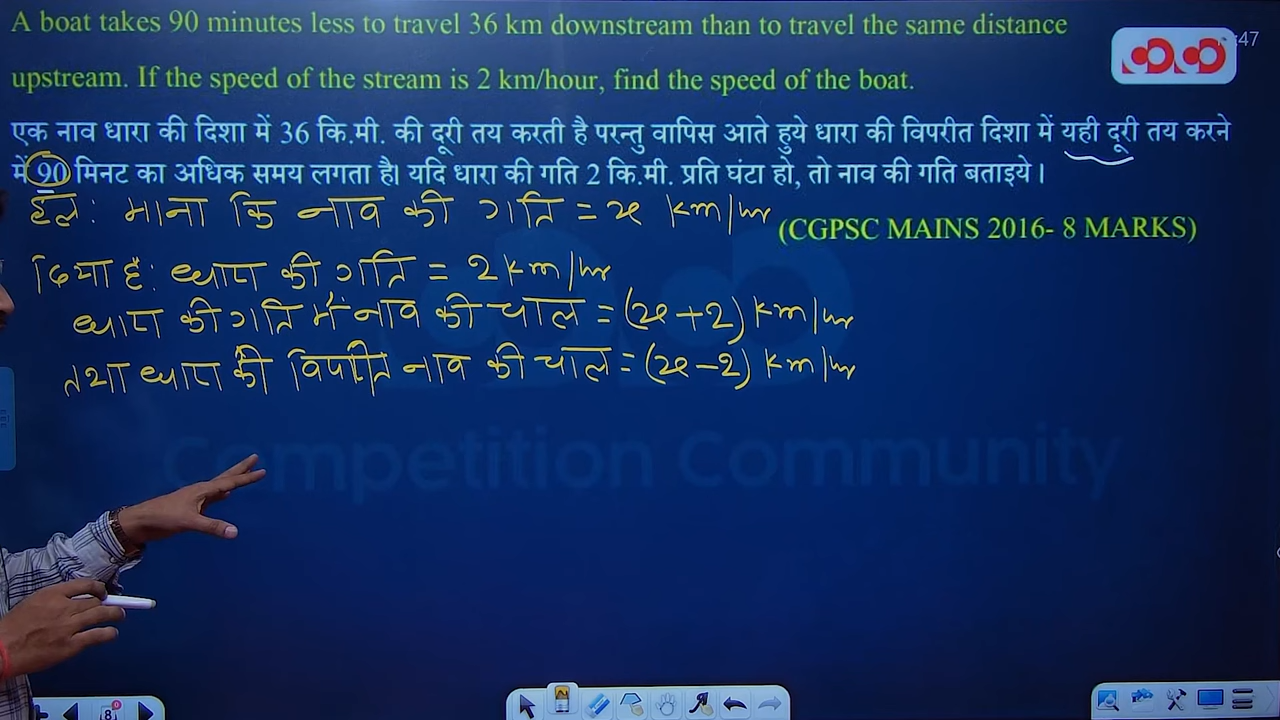 A boat takes 90 minutes less to travel 36 km downstream than to travel the same distance
upstream. If the speed of the stream is 2 km/hour, find the speed of the boat.
:47
एक नाव धारा की दिशा में 36 कि.मी. की दूरी तय करती है परन्तु वापिस आते हुये धारा की विपरीत दिशा में यही दूरी तय करने
में 90 मिनट का अधिक समय लगता है। यदि धारा की गति 2 कि.मी. प्रति घंटा हो, तो नाव की गति बताइये।
हल: माना कि नाव की गति = x km/hr
(CGPSC MAINS 2016- 8 MARKS)
दिया है: धारा की गति = 2 km/hr
धारा की गति में नाव की चाल = (x+2) km/hr
तथा धारा की विपरीत नाव की चाल = (x-2) km/hr
Competition Community
8